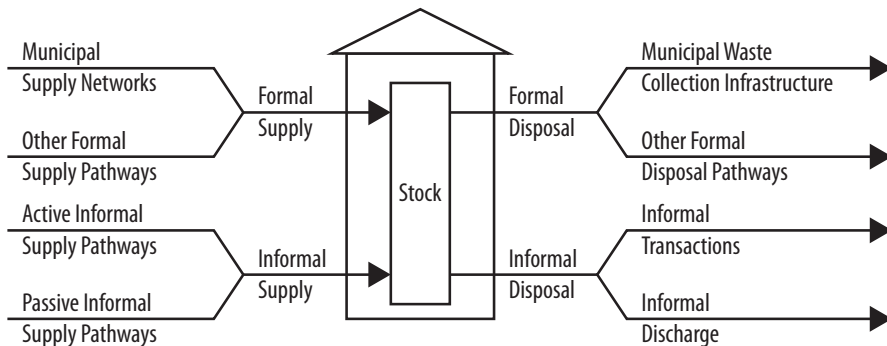 Municipal
Supply Networks
Other Formal
Supply Pathways
Active Informal
Supply Pathways
Passive Informal
Supply Pathways
Formal
Supply
Informal
Supply
Stock
Formal
Disposal
Informal
Disposal
Municipal Waste
Collection Infrastructure
Other Formal
Disposal Pathways
Informal
Transactions
Informal
Discharge